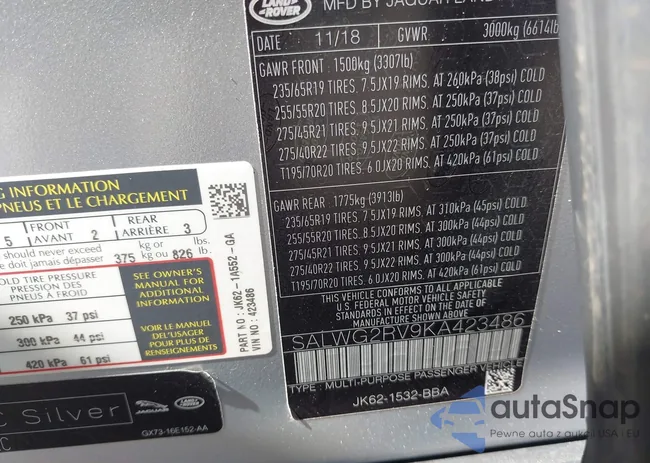 LAND-
ROVER
MFD BY JAGUAR LAND
DATE 11/18 GVWR 3000kg (6614lb
GAWR FRONT: 1500kg (3307lb)
235/65R19 TIRES, 7.5JX19 RIMS, AT 260kPa (38psi) COLD
255/55R20 TIRES, 8.5JX20 RIMS, AT 250kPa (37psi) COLD
275/45R21 TIRES, 9.5JX21 RIMS, AT 250kPa (37psi) COLD
275/40R22 TIRES, 9.5JX22 RIMS, AT 250kPa (37psi) COLD
T195/70R20 TIRES, 6.0JX20 RIMS, AT 420kPa (61psi) COLD
GAWR REAR: 1775kg (3913lb)
235/65R19 TIRES, 7.5JX19 RIMS, AT 310kPa (45psi) COLD
255/55R20 TIRES, 8.5JX20 RIMS, AT 300kPa (44psi) COLD
275/45R21 TIRES, 9.5JX21 RIMS, AT 300kPa (44psi) COLD
275/40R22 TIRES, 9.5JX22 RIMS, AT 300kPa (44psi) COLD
T195/70R20 TIRES, 6.0JX20 RIMS, AT 420kPa (61psi) COLD
THIS VEHICLE CONFORMS TO ALL APPLICABLE
U.S. FEDERAL MOTOR VEHICLE SAFETY
STANDARDS IN EFFECT ON THE DATE OF
MANUFACTURE SHOWN ABOVE.
SALWG2RV9KA423486
TYPE: MULTI-PURPOSE PASSENGER VEHICLE
JK62-1532-BBA
G INFORMATION
PNEUS ET LE CHARGEMENT
5 FRONT AVANT 2 REAR ARRIÈRE 3
should never exceed 375 kg or 826 lbs.
e doit jamais dépasser kg ou lb.
OLD TIRE PRESSURE
PRESSION DES
PNEUS A FROID
250 kPa 37 psi
300 kPa 44 psi
420 kPa 61 psi
SEE OWNER'S
MANUAL FOR
ADDITIONAL
INFORMATION
VOIR LE MANUEL
DE L'USAGER
POUR PLUS DE
RENSEIGNEMENTS
PART NO : JK62-1A552-GA
VIN : 423486
C Silver
LC
JAGUAR
LAND-ROVER
GX73-16E152-AA
autoSnap
Pewne auta z aukcji USA i EU